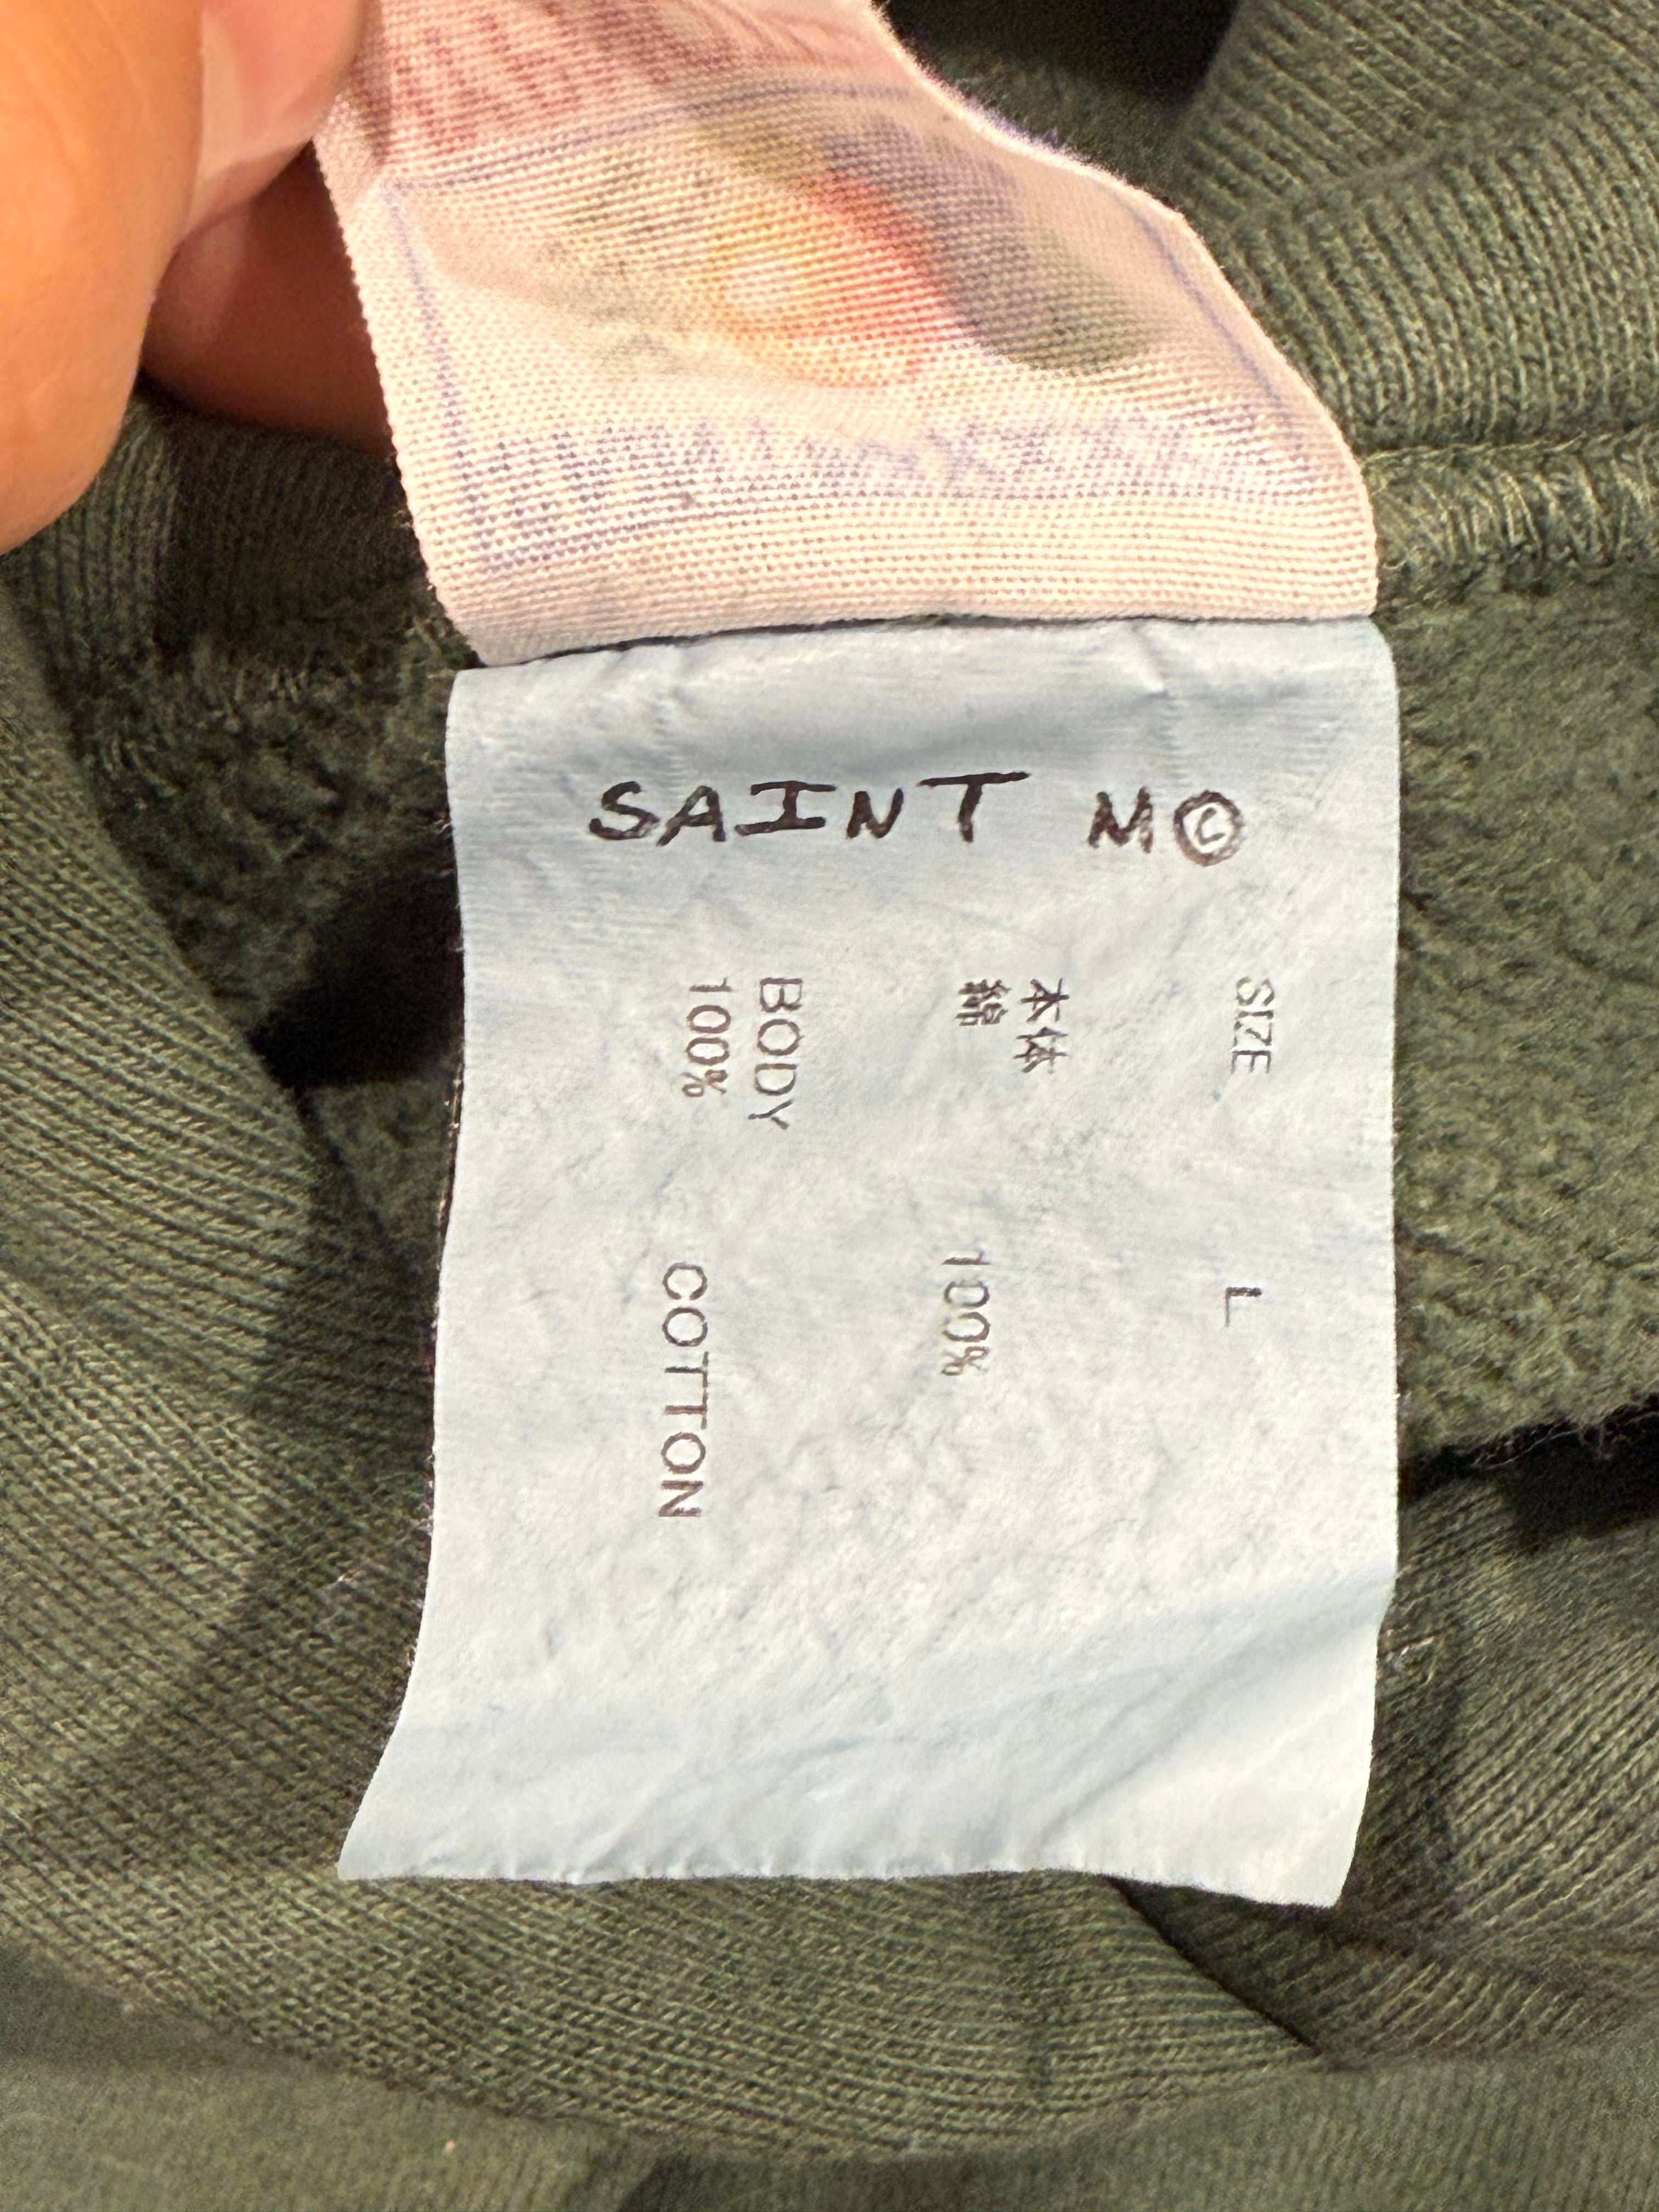 SAINT M©
SIZE L
本体
綿 100%
BODY
100% COTTON